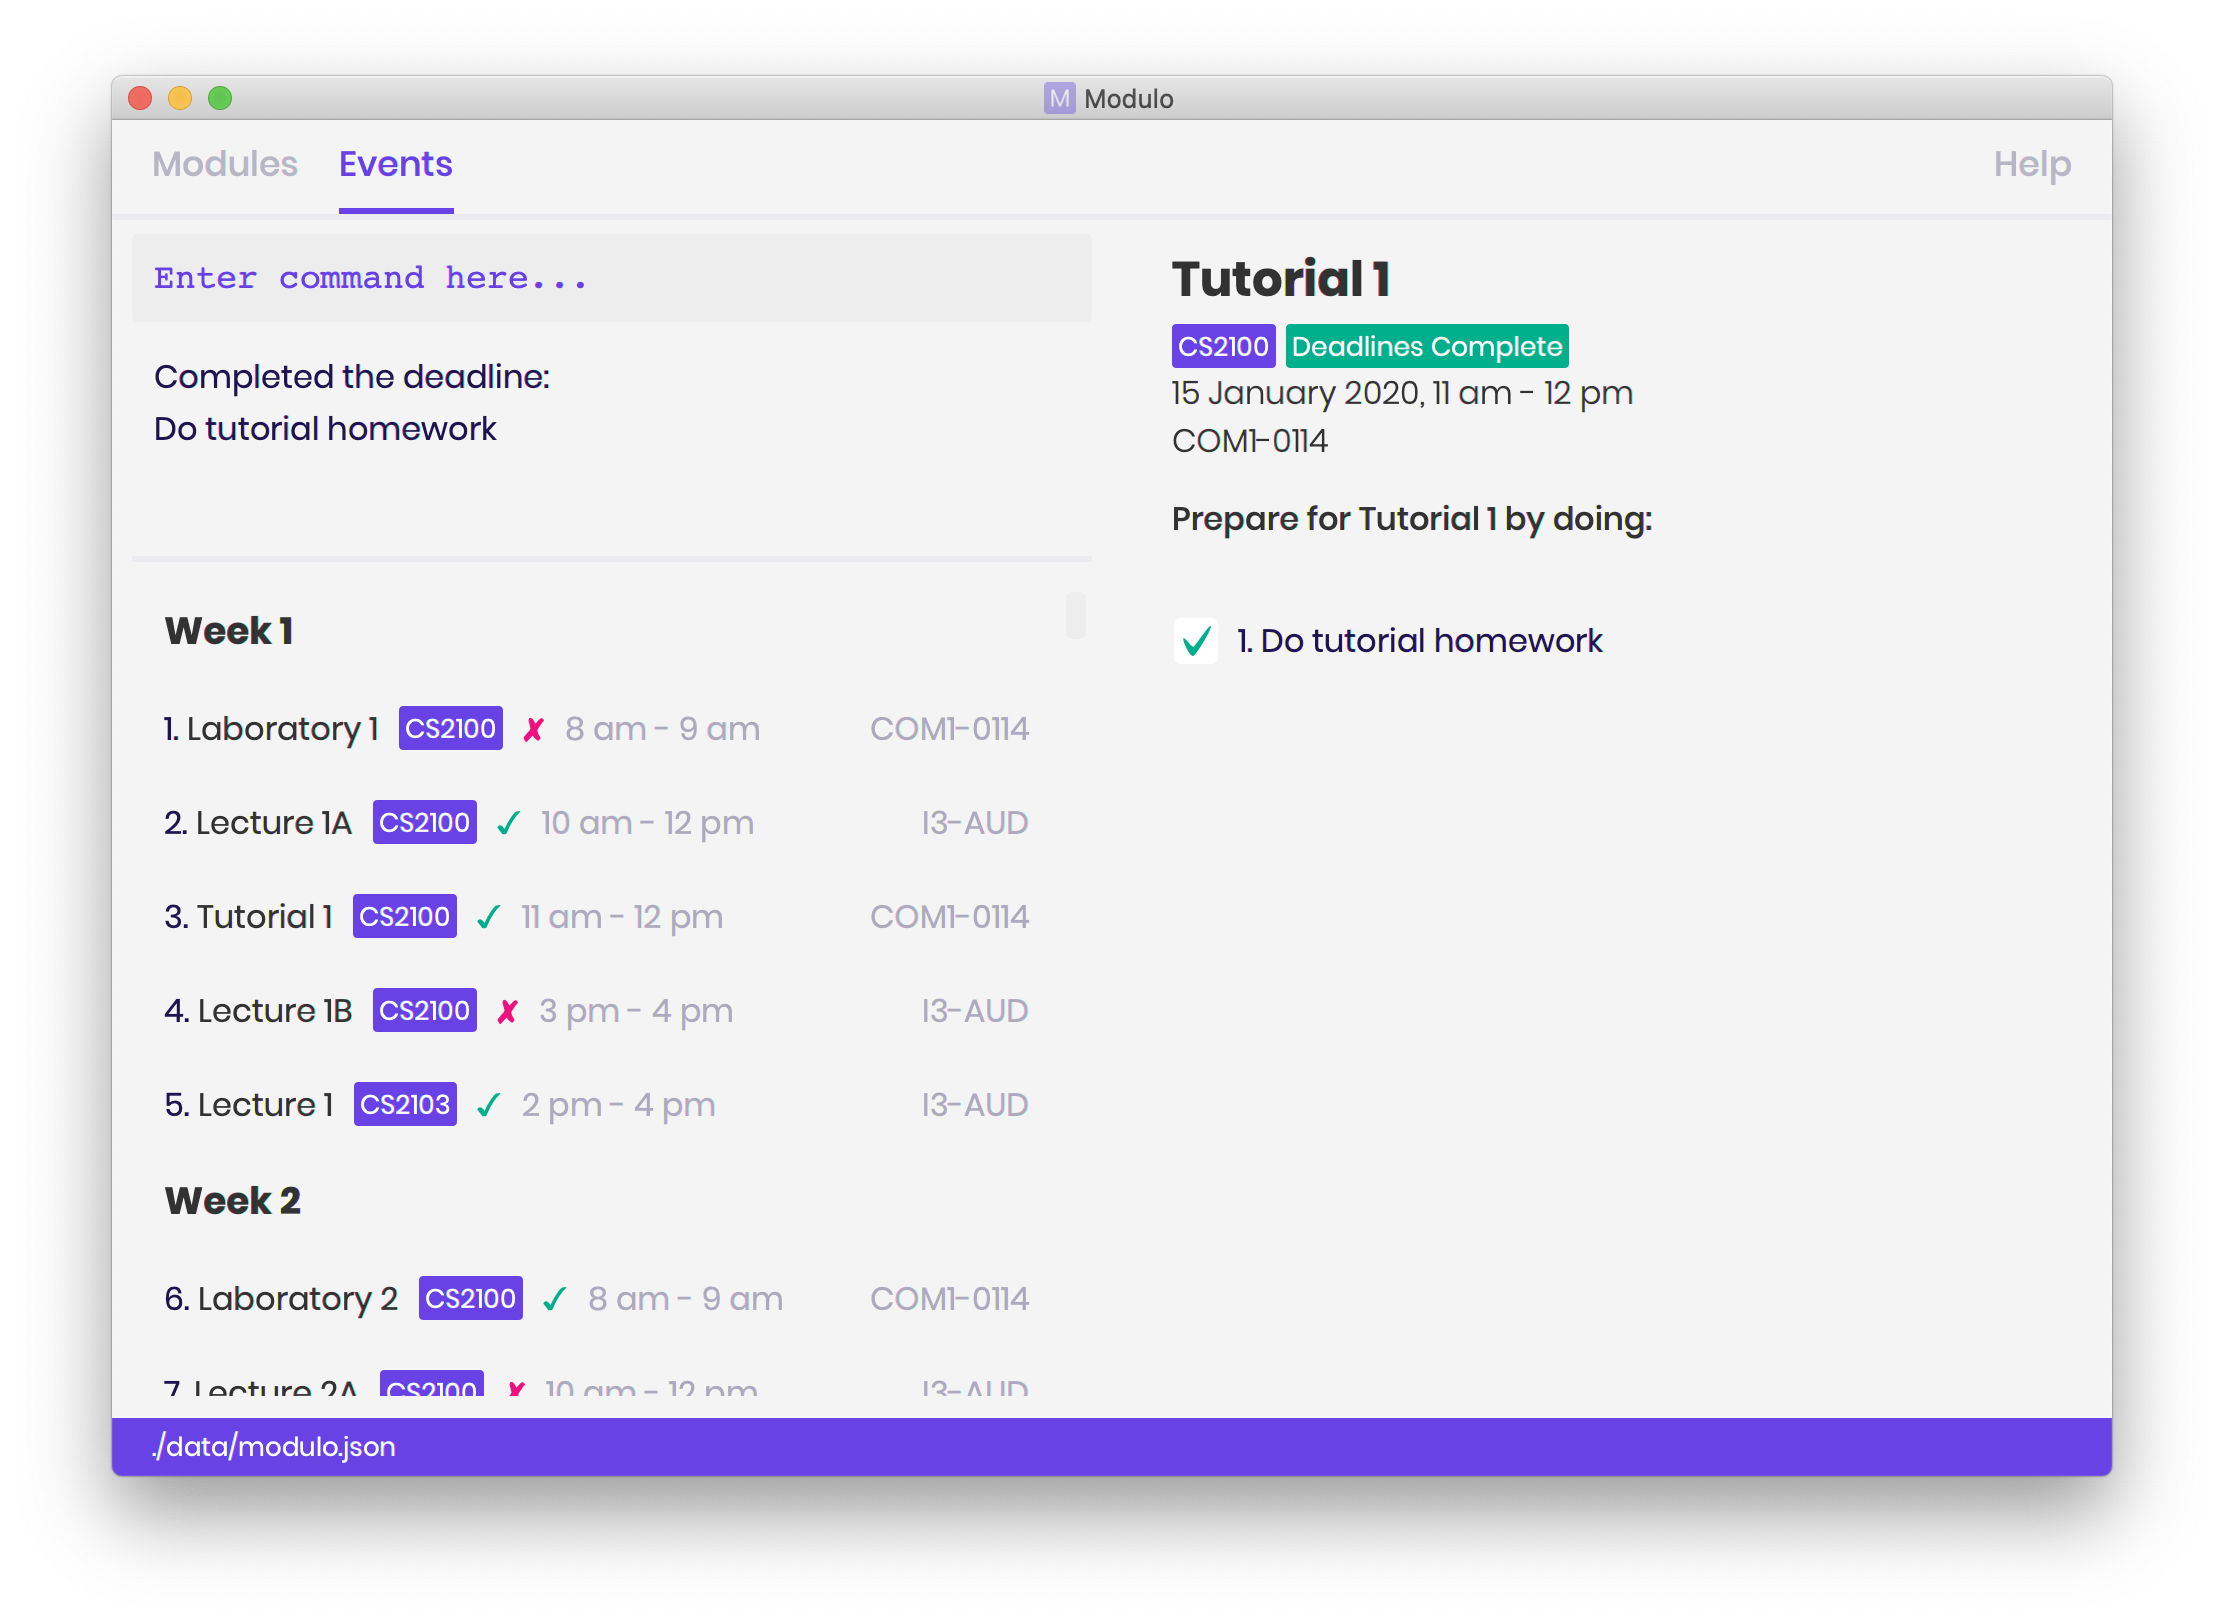 M Modulo
Modules Events Help
Enter command here...
Completed the deadline:
Do tutorial homework
Week 1
1. Laboratory 1 CS2100 ✗ 8 am - 9 am COM1-0114
2. Lecture 1A CS2100 ✓ 10 am - 12 pm I3-AUD
3. Tutorial 1 CS2100 ✓ 11 am - 12 pm COM1-0114
4. Lecture 1B CS2100 ✗ 3 pm - 4 pm I3-AUD
5. Lecture 1 CS2103 ✓ 2 pm - 4 pm I3-AUD
Week 2
6. Laboratory 2 CS2100 ✓ 8 am - 9 am COM1-0114
7. Lecture 2A CS2100 ✗ 10 am - 12 pm I3-AUD
Tutorial 1
CS2100 Deadlines Complete
15 January 2020, 11 am - 12 pm
COM1-0114
Prepare for Tutorial 1 by doing:
✓ 1. Do tutorial homework
./data/modulo.json